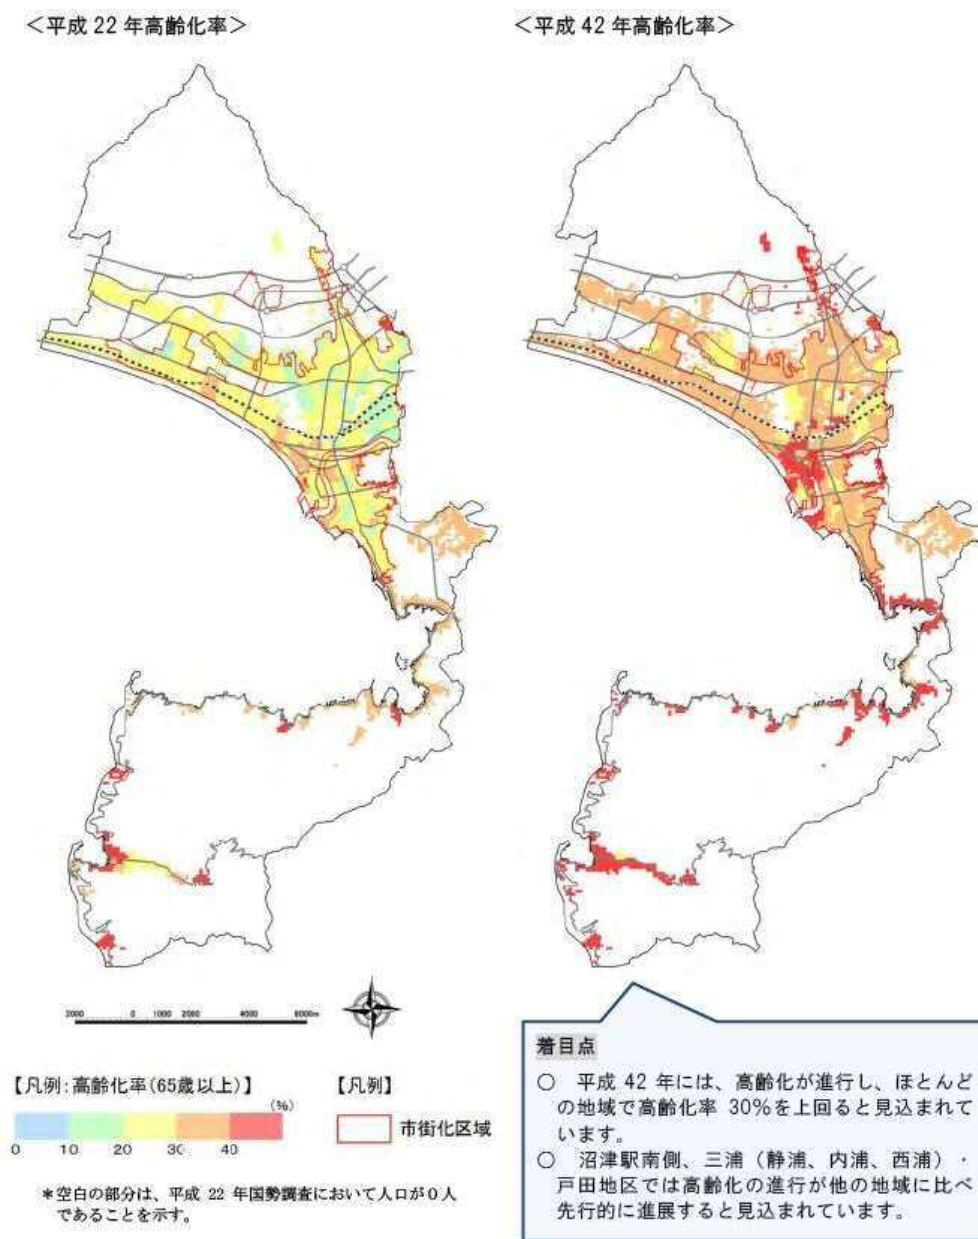 ＜平成 22 年高齢化率＞
＜平成 42 年高齢化率＞
2000 0 1000 2000 4000 6000m
【凡例:高齢化率(65歳以上)】
(%)
0 10 20 30 40
【凡例】
市街化区域
＊空白の部分は、平成 22 年国勢調査において人口が０人
であることを示す。
着目点
○ 平成 42 年には、高齢化が進行し、ほとんど
の地域で高齢化率 30%を上回ると見込まれて
います。
○ 沼津駅南側、三浦（静浦、内浦、西浦）・
戸田地区では高齢化の進行が他の地域に比べ
先行的に進展すると見込まれています。